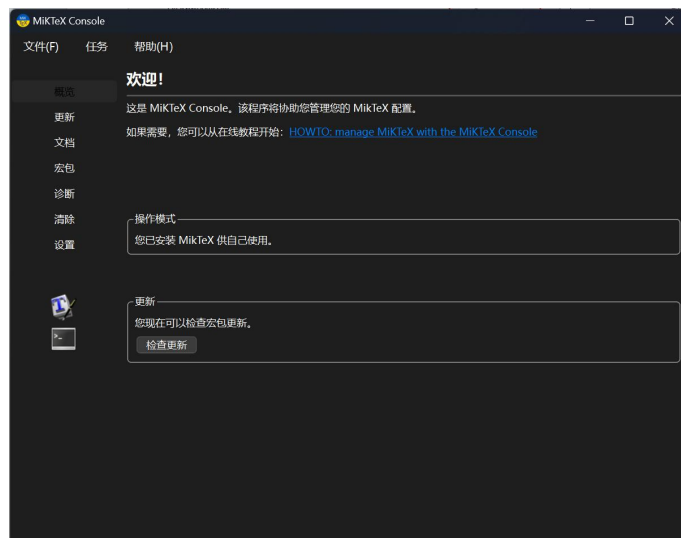 MiKTeX Console
文件(F) 任务 帮助(H)
概览
更新
文档
宏包
诊断
清除
设置
欢迎!
这是 MiKTeX Console。该程序将协助您管理您的 MikTeX 配置。
如果需要，您可以从在线教程开始: HOWTO: manage MiKTeX with the MiKTeX Console
操作模式
您已安装 MikTeX 供自己使用。
更新
您现在可以检查宏包更新。
检查更新